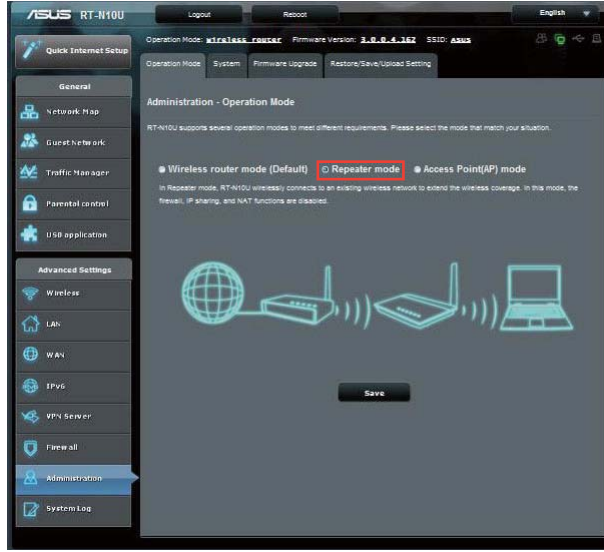 ASUS RT-N10U Logout Reboot English
Quick Internet Setup
Operation Mode: wireless router Firmware Version: 3.0.0.4.162 SSID: ASUS
Operation Mode System Firmware Upgrade Restore/Save/Upload Setting
General
Network Map
Guest Network
Traffic Manager
Parental control
USB application
Advanced Settings
Wireless
LAN
WAN
IPv6
VPN Server
Firewall
Administration
System Log
Administration - Operation Mode
RT-N10U supports several operation modes to meet different requirements. Please select the mode that match your situation.
Wireless router mode (Default) Repeater mode Access Point(AP) mode
In Repeater mode, RT-N10U wirelessly connects to an existing wireless network to extend the wireless coverage. In this mode, the
firewall, IP sharing, and NAT functions are disabled.
Save